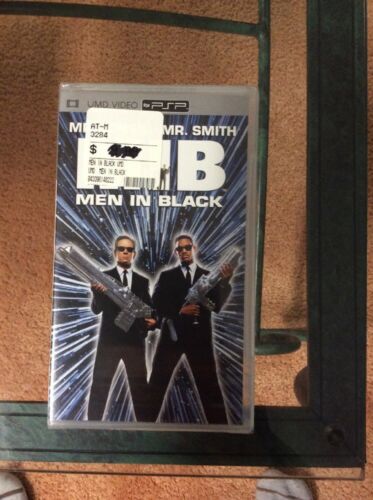 UMD VIDEO for PSP
AT-M
3284
$
MEN IN BLACK UMD
UMD MEN IN BLACK
M MR. SMITH
IB
MEN IN BLACK